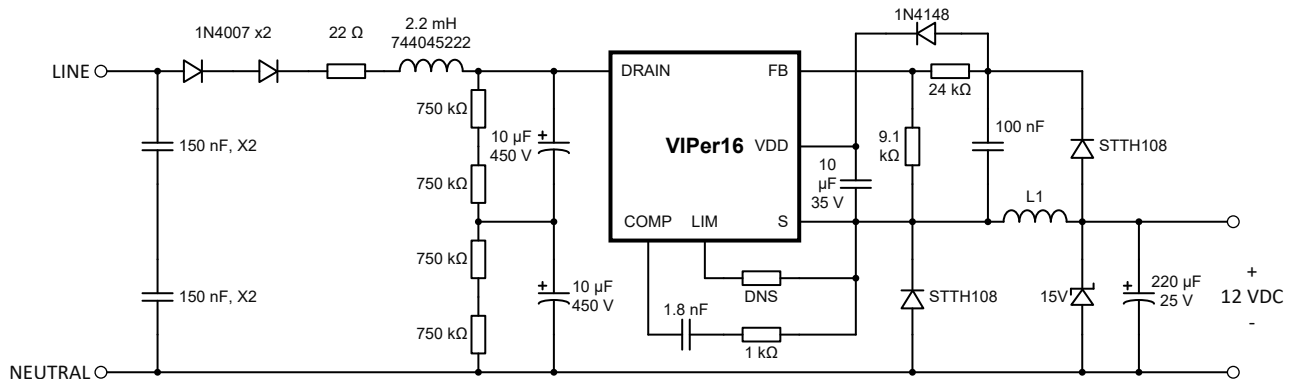 1N4148
2.2 mH
744045222
1N4007 x2
22 Ω
LINE
DRAIN
FB
24 kΩ
750 kΩ
10 µF
450 V
+
150 nF, X2
VIPer16
VDD
9.1
kΩ
100 nF
STTH108
10
µF
35 V
750 kΩ
L1
COMP
LIM
S
750 kΩ
10 µF
450 V
+
150 nF, X2
DNS
STTH108
15V
+
220 µF
25 V
+
12 VDC
-
1.8 nF
1 kΩ
750 kΩ
NEUTRAL